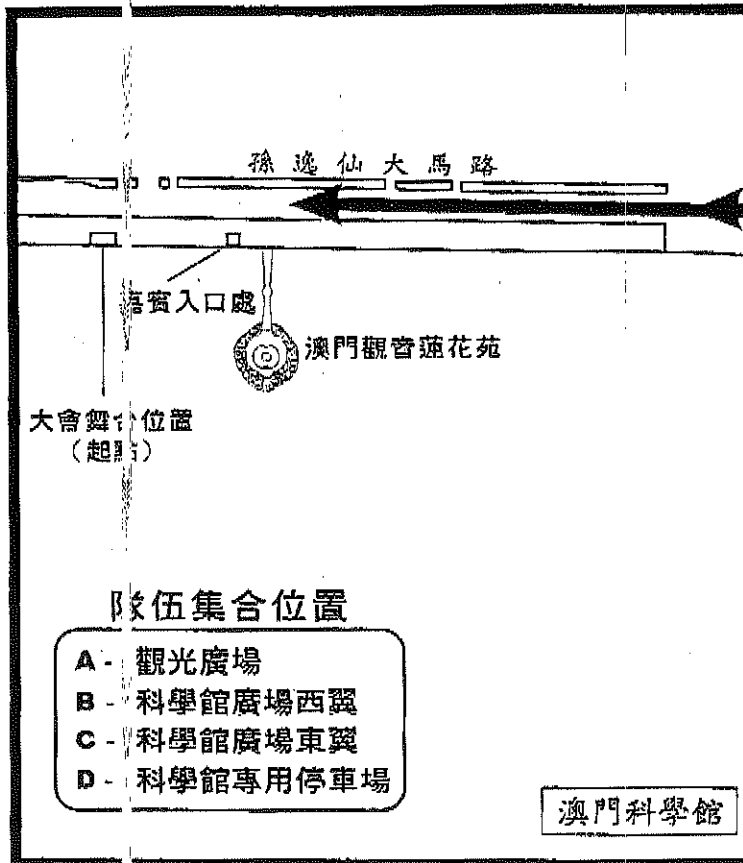 孫逸仙大馬路
嘉賓入口處
澳門觀音蓮花苑
大會舞台位置
（起點）
隊伍集合位置
A - 觀光廣場
B - 科學館廣場西翼
C - 科學館廣場東翼
D - 科學館專用停車場
澳門科學館